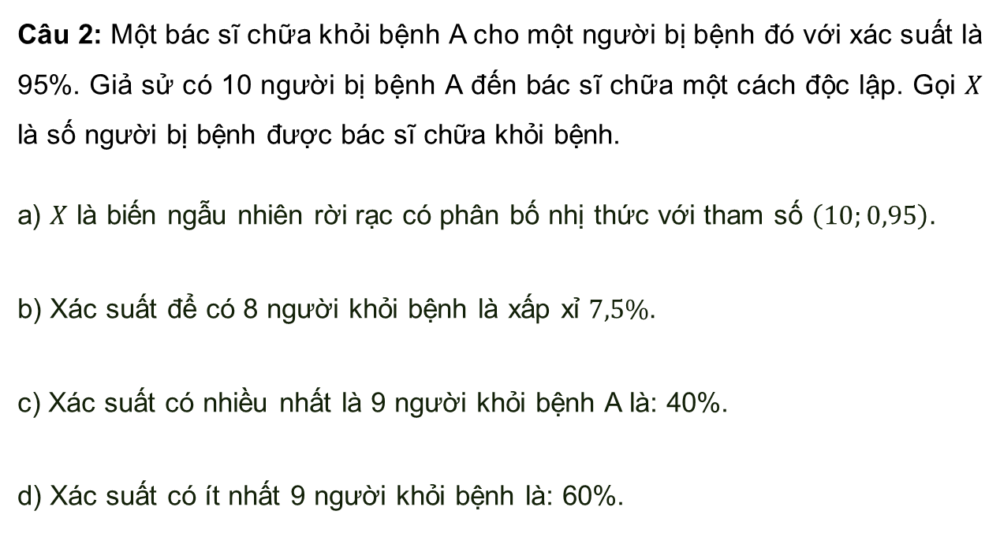 Câu 2: Một bác sĩ chữa khỏi bệnh A cho một người bị bệnh đó với xác suất là
95%. Giả sử có 10 người bị bệnh A đến bác sĩ chữa một cách độc lập. Gọi X
là số người bị bệnh được bác sĩ chữa khỏi bệnh.
a) X là biến ngẫu nhiên rời rạc có phân bố nhị thức với tham số (10; 0,95).
b) Xác suất để có 8 người khỏi bệnh là xấp xỉ 7,5%.
c) Xác suất có nhiều nhất là 9 người khỏi bệnh A là: 40%.
d) Xác suất có ít nhất 9 người khỏi bệnh là: 60%.